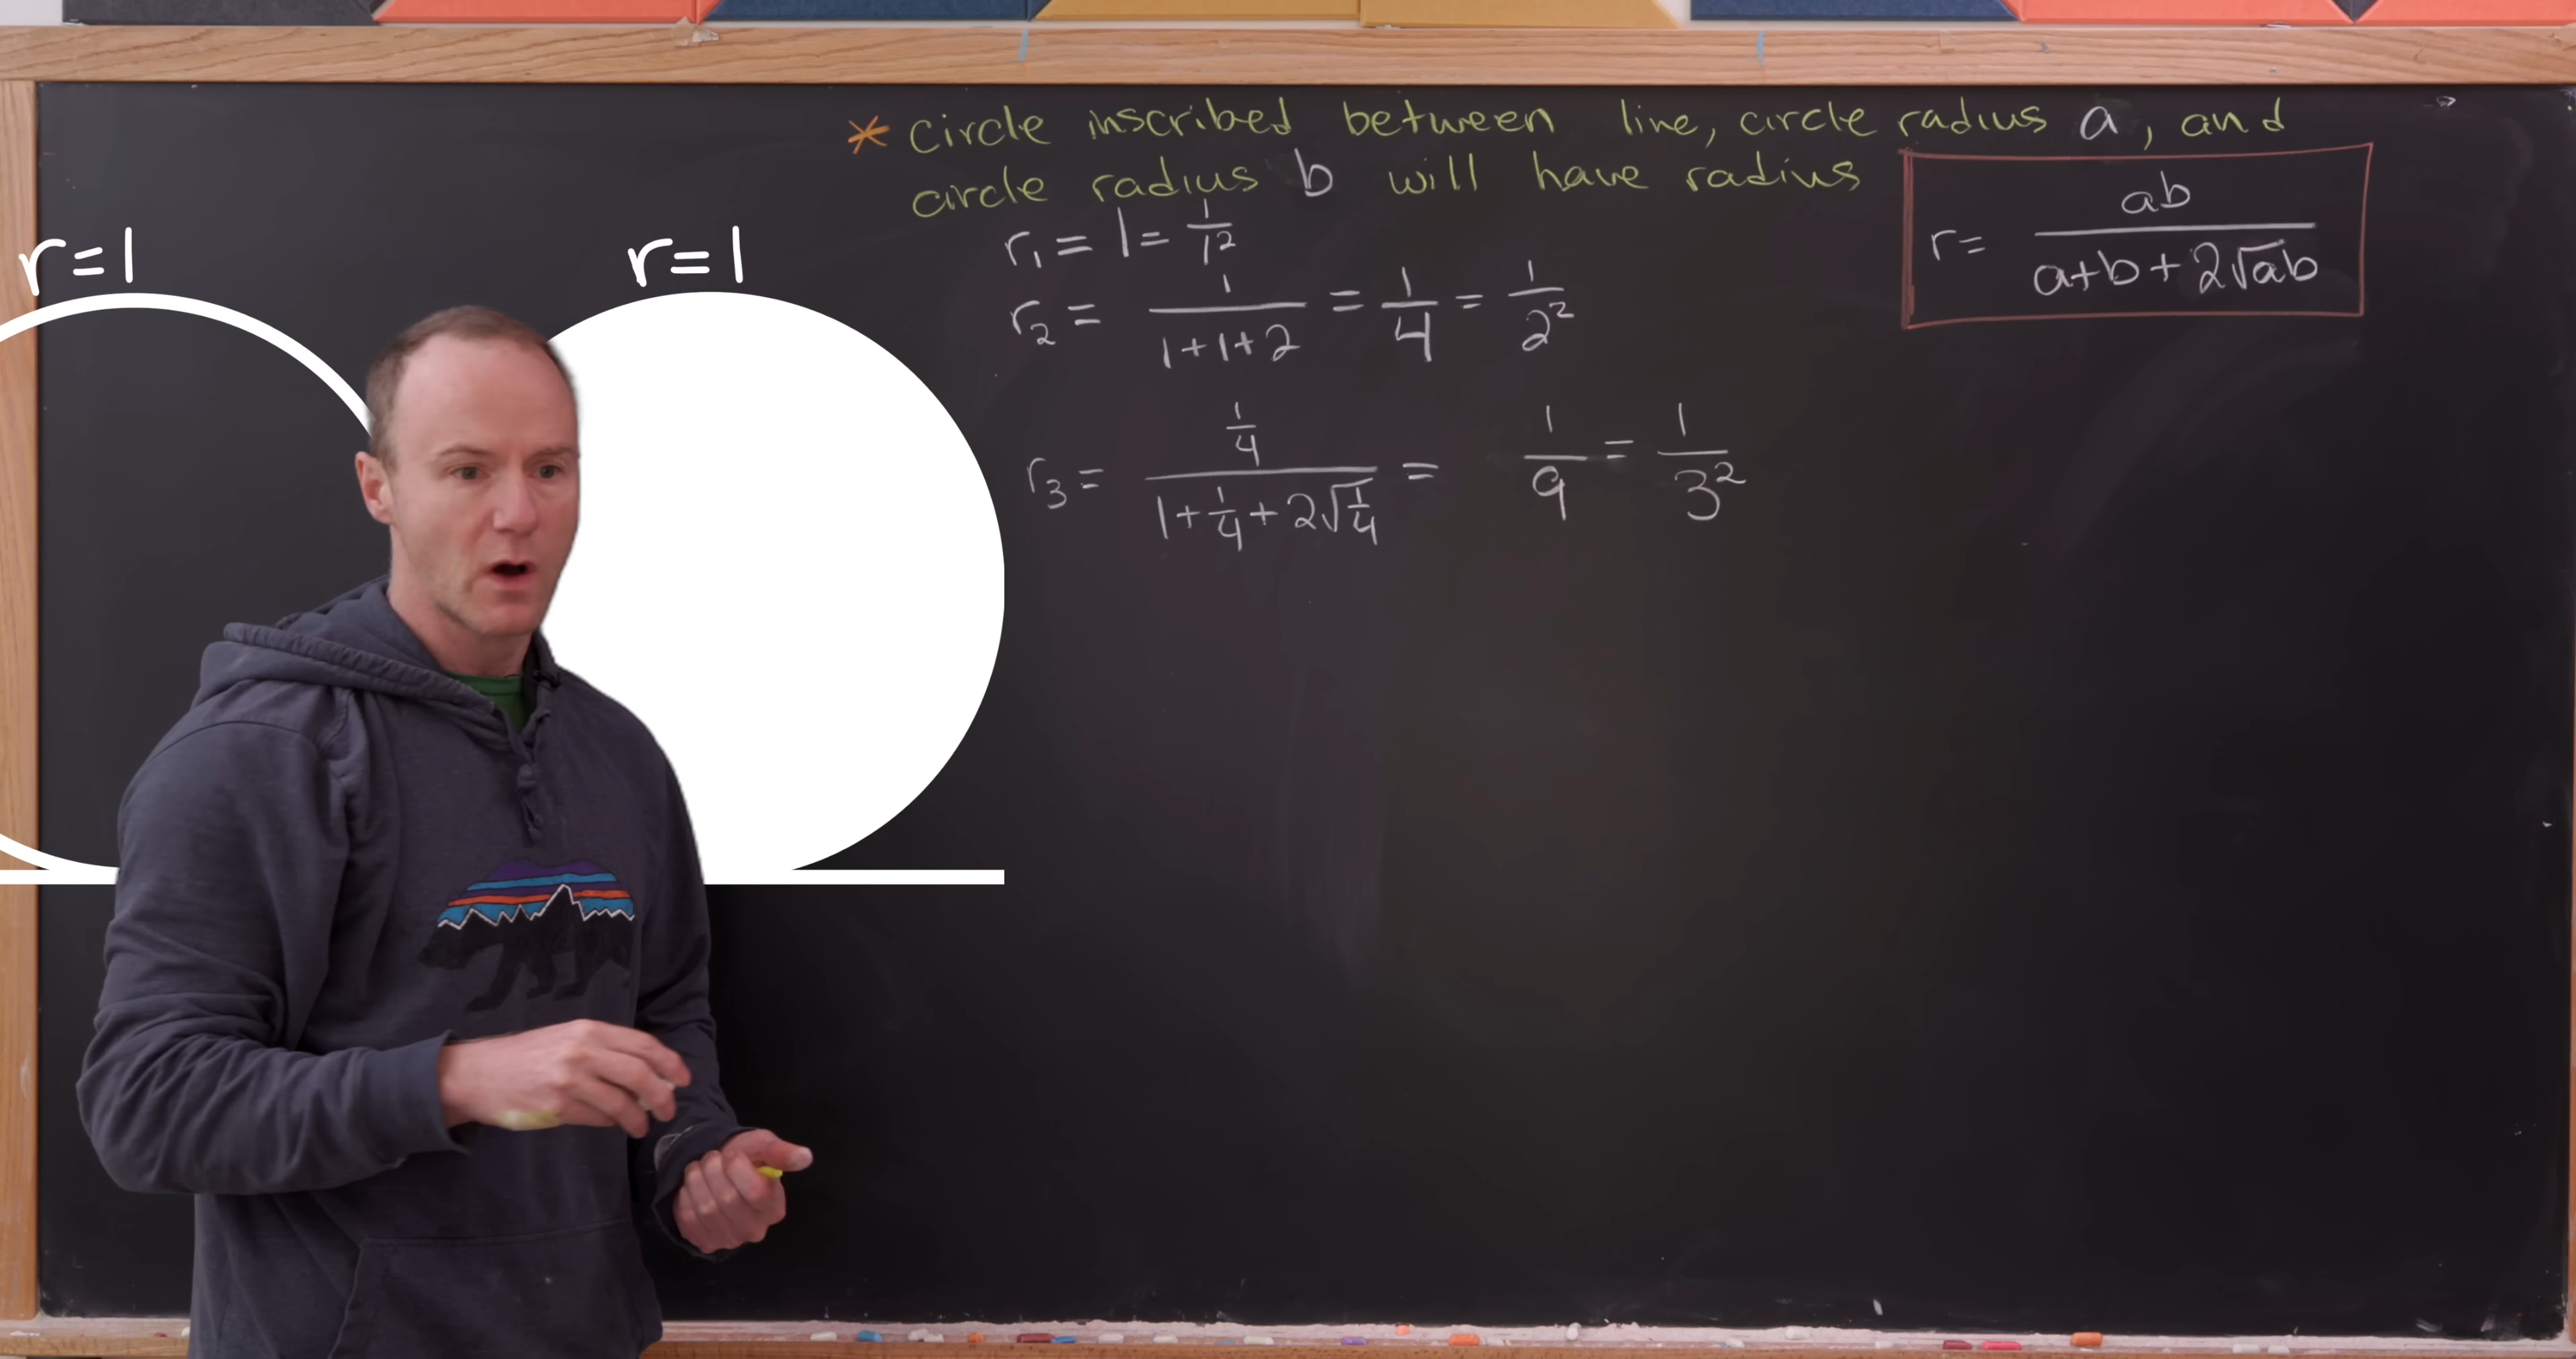 * Circle inscribed between line, circle radius a, and
circle radius b will have radius
r = ab / (a+b+2√ab)
r=1
r=1
r₁ = 1 = 1/1²
r₂ = 1/(1+1+2) = 1/4 = 1/2²
r₃ = (1/4)/(1+1/4+2√(1/4)) = 1/9 = 1/3²